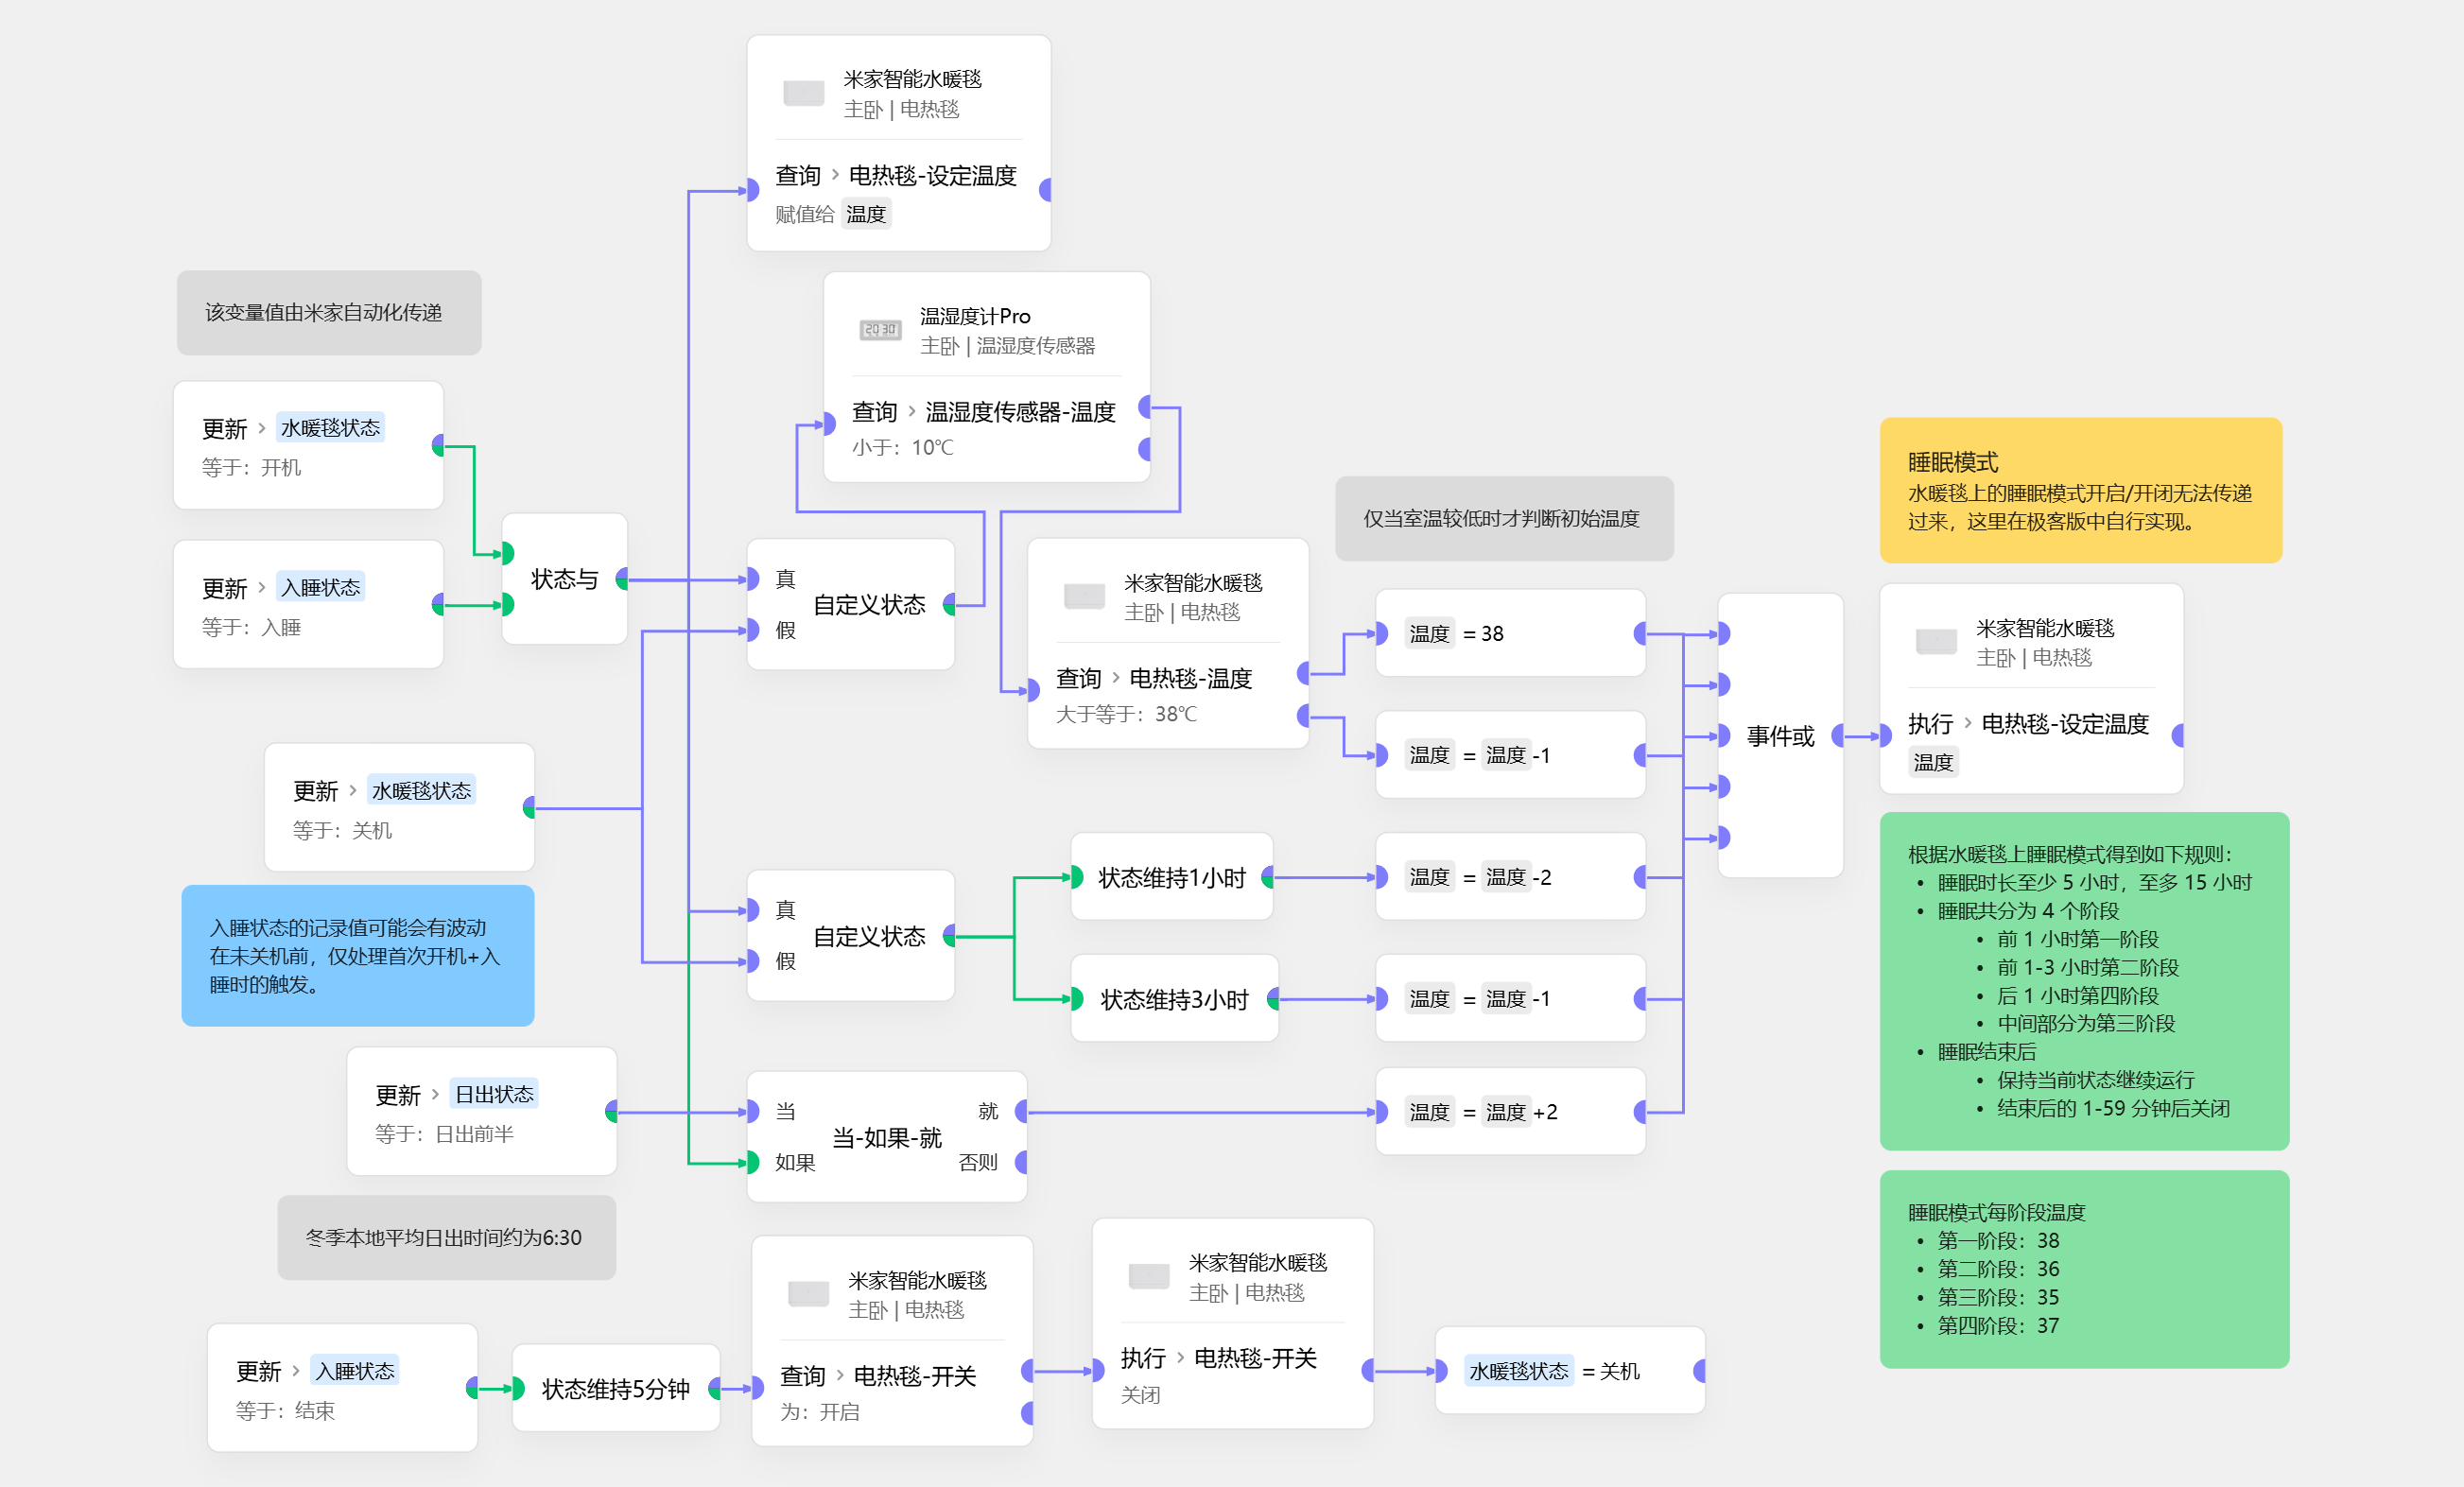 米家智能水暖毯
主卧 | 电热毯
查询 › 电热毯-设定温度
赋值给 温度
该变量值由米家自动化传递
温湿度计Pro
主卧 | 温湿度传感器
查询 › 温湿度传感器-温度
小于：10℃
更新 › 水暖毯状态
等于：开机
更新 › 入睡状态
等于：入睡
状态与
真
假
自定义状态
米家智能水暖毯
主卧 | 电热毯
查询 › 电热毯-温度
大于等于：38℃
仅当室温较低时才判断初始温度
温度 = 38
温度 = 温度 -1
事件或
睡眠模式
水暖毯上的睡眠模式开启/开闭无法传递
过来，这里在极客版中自行实现。
米家智能水暖毯
主卧 | 电热毯
执行 › 电热毯-设定温度
温度
更新 › 水暖毯状态
等于：关机
入睡状态的记录值可能会有波动
在未关机前，仅处理首次开机+入
睡时的触发。
真
假
自定义状态
状态维持1小时
温度 = 温度 -2
状态维持3小时
温度 = 温度 -1
根据水暖毯上睡眠模式得到如下规则：
• 睡眠时长至少 5 小时，至多 15 小时
• 睡眠共分为 4 个阶段
• 前 1 小时第一阶段
• 前 1-3 小时第二阶段
• 后 1 小时第四阶段
• 中间部分为第三阶段
• 睡眠结束后
• 保持当前状态继续运行
• 结束后的 1-59 分钟后关闭
更新 › 日出状态
等于：日出前半
当
如果
当-如果-就
就
否则
温度 = 温度 +2
冬季本地平均日出时间约为6:30
睡眠模式每阶段温度
• 第一阶段：38
• 第二阶段：36
• 第三阶段：35
• 第四阶段：37
更新 › 入睡状态
等于：结束
状态维持5分钟
米家智能水暖毯
主卧 | 电热毯
查询 › 电热毯-开关
为：开启
米家智能水暖毯
主卧 | 电热毯
执行 › 电热毯-开关
关闭
水暖毯状态 = 关机